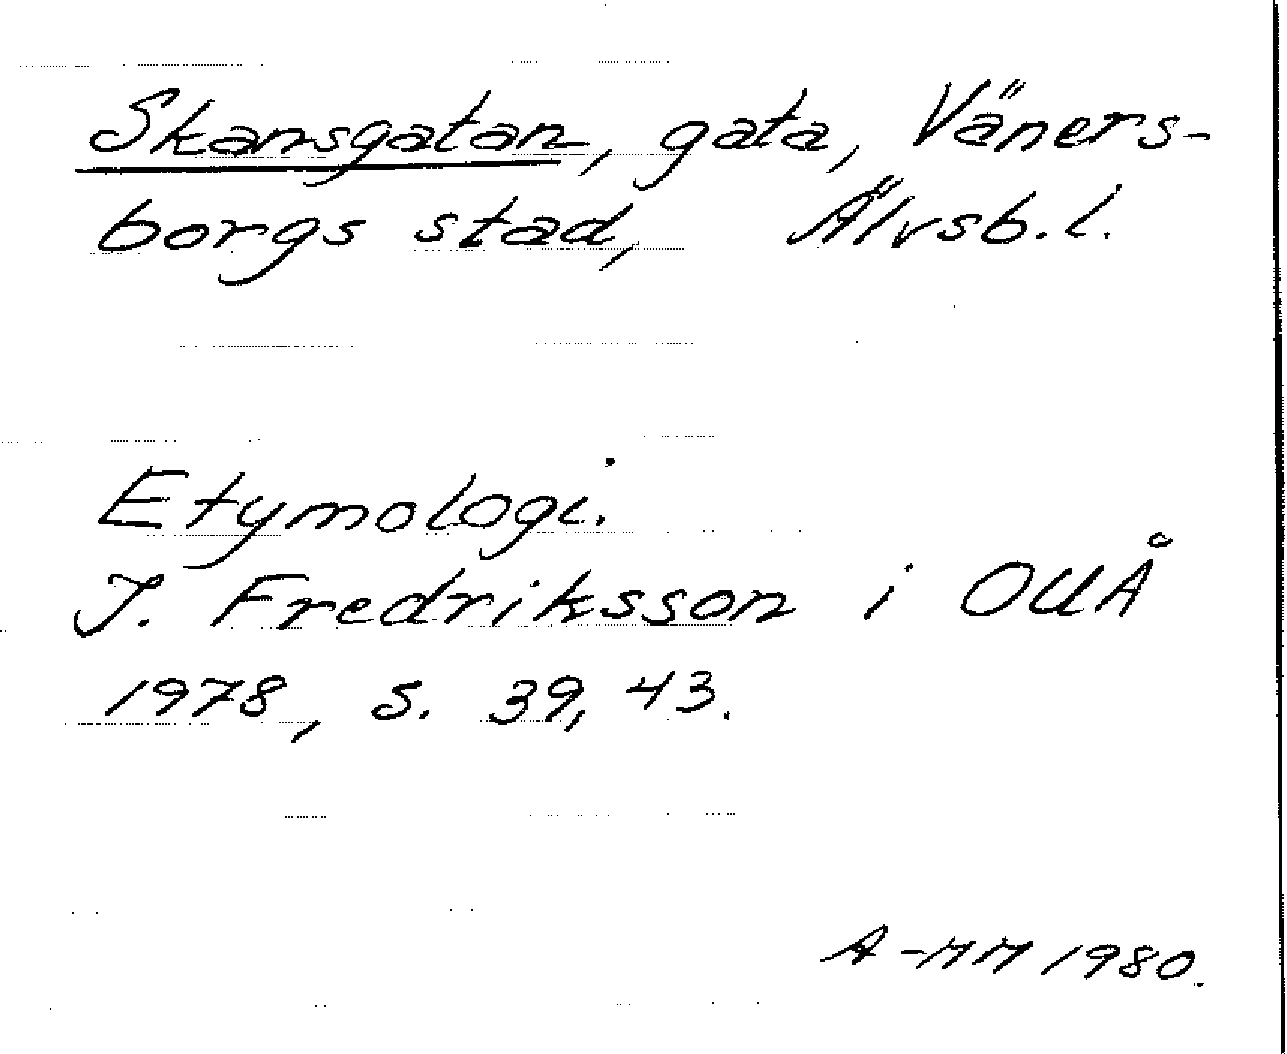 Skansgatan, gata, Väners-
borgs stad, Älvsb. l.
Etymologi.
J. Fredriksson i OUÅ
1978, s. 39, 43.
A-MM 1980.